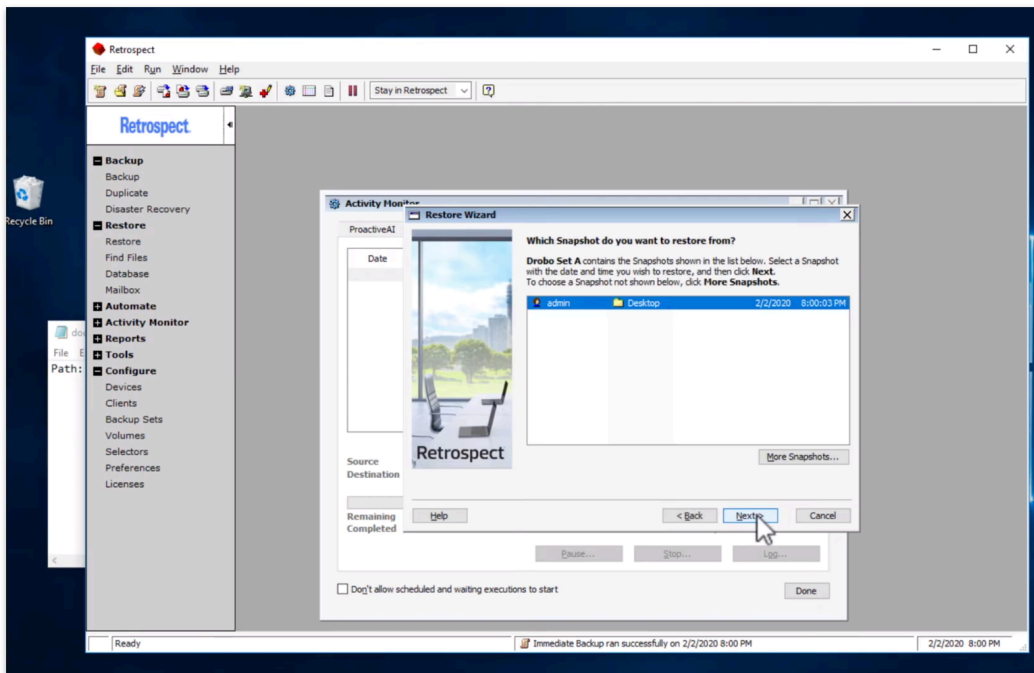 Retrospect
File Edit Run Window Help
Stay in Retrospect
Retrospect
Backup
Backup
Duplicate
Disaster Recovery
Restore
Restore
Find Files
Database
Mailbox
Automate
Activity Monitor
Reports
Tools
Configure
Devices
Clients
Backup Sets
Volumes
Selectors
Preferences
Licenses
Recycle Bin
File
Path:
Activity Monitor
ProactiveAI
Date
Source
Destination
Remaining
Completed
Pause...
Stop...
Log...
Don't allow scheduled and waiting executions to start
Done
Restore Wizard
Retrospect
Which Snapshot do you want to restore from?
Drobo Set A contains the Snapshots shown in the list below. Select a Snapshot
with the date and time you wish to restore, and then click Next.
To choose a Snapshot not shown below, click More Snapshots.
admin Desktop 2/2/2020 8:00:03 PM
More Snapshots...
Help
< Back
Next >
Cancel
Ready
Immediate Backup ran successfully on 2/2/2020 8:00 PM
2/2/2020 8:00 PM